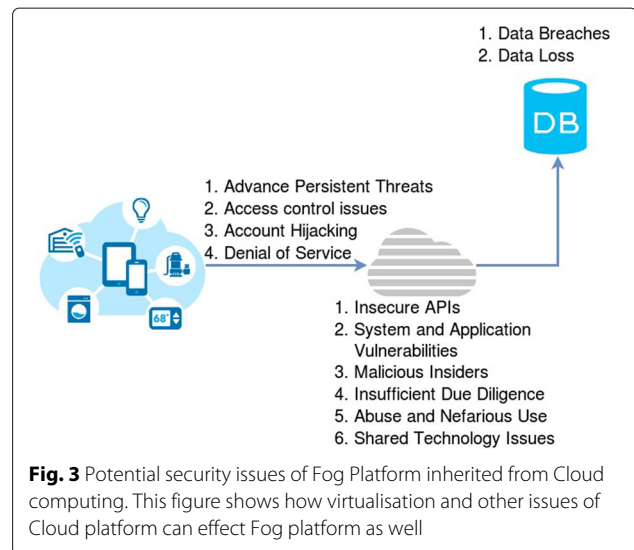 1. Data Breaches
2. Data Loss
DB
1. Advance Persistent Threats
2. Access control issues
3. Account Hijacking
4. Denial of Service
68°
1. Insecure APIs
2. System and Application
Vulnerabilities
3. Malicious Insiders
4. Insufficient Due Diligence
5. Abuse and Nefarious Use
6. Shared Technology Issues
Fig. 3 Potential security issues of Fog Platform inherited from Cloud
computing. This figure shows how virtualisation and other issues of
Cloud platform can effect Fog platform as well